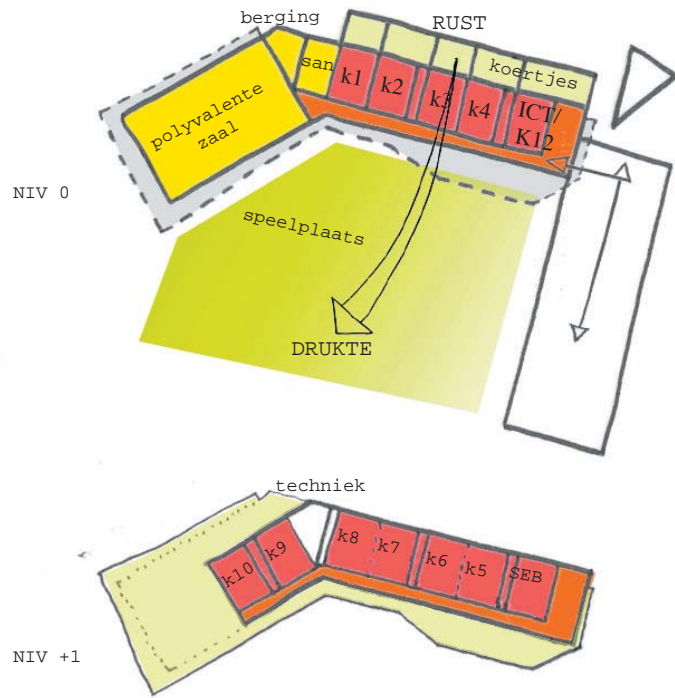 berging
RUST
san
koertjes
k1
k2
k3
k4
ICT/
K12
polyvalente
zaal
NIV 0
speelplaats
DRUKTE
techniek
k10
k9
k8
k7
k6
k5
SEB
NIV +1